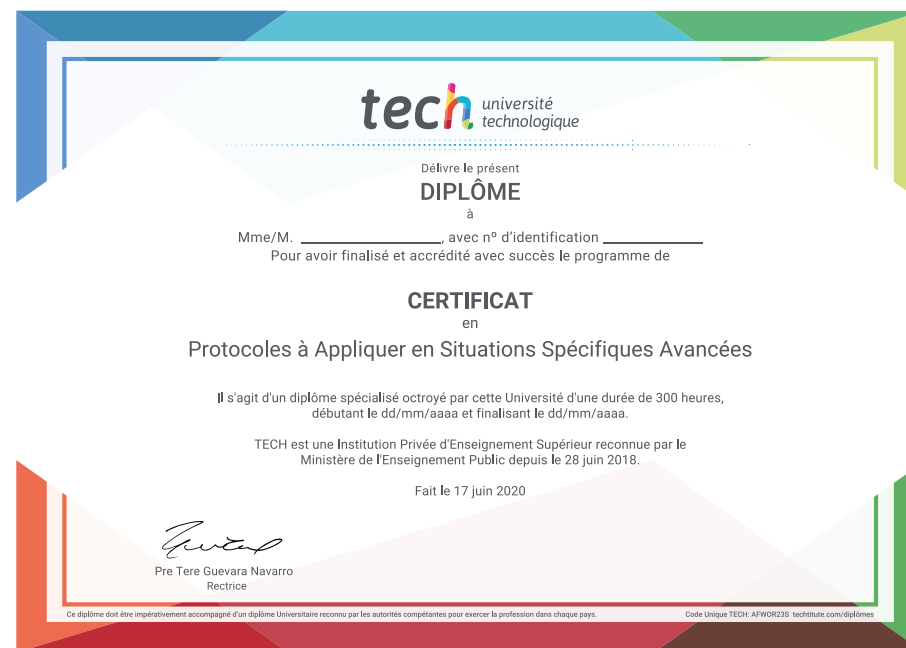 tech université
technologique
Délivre le présent
DIPLÔME
à
Mme/M. ____________________, avec nº d'identification ______________
Pour avoir finalisé et accrédité avec succès le programme de
CERTIFICAT
en
Protocoles à Appliquer en Situations Spécifiques Avancées
Il s'agit d'un diplôme spécialisé octroyé par cette Université d'une durée de 300 heures,
débutant le dd/mm/aaaa et finalisant le dd/mm/aaaa.
TECH est une Institution Privée d'Enseignement Supérieur reconnue par le
Ministère de l'Enseignement Public depuis le 28 juin 2018.
Fait le 17 juin 2020
Pre Tere Guevara Navarro
Rectrice
Ce diplôme doit être impérativement accompagné d'un diplôme Universitaire reconnu par les autorités compétantes pour exercer la profession dans chaque pays.
Code Unique TECH: AFWOR23S techtitute.com/diplômes